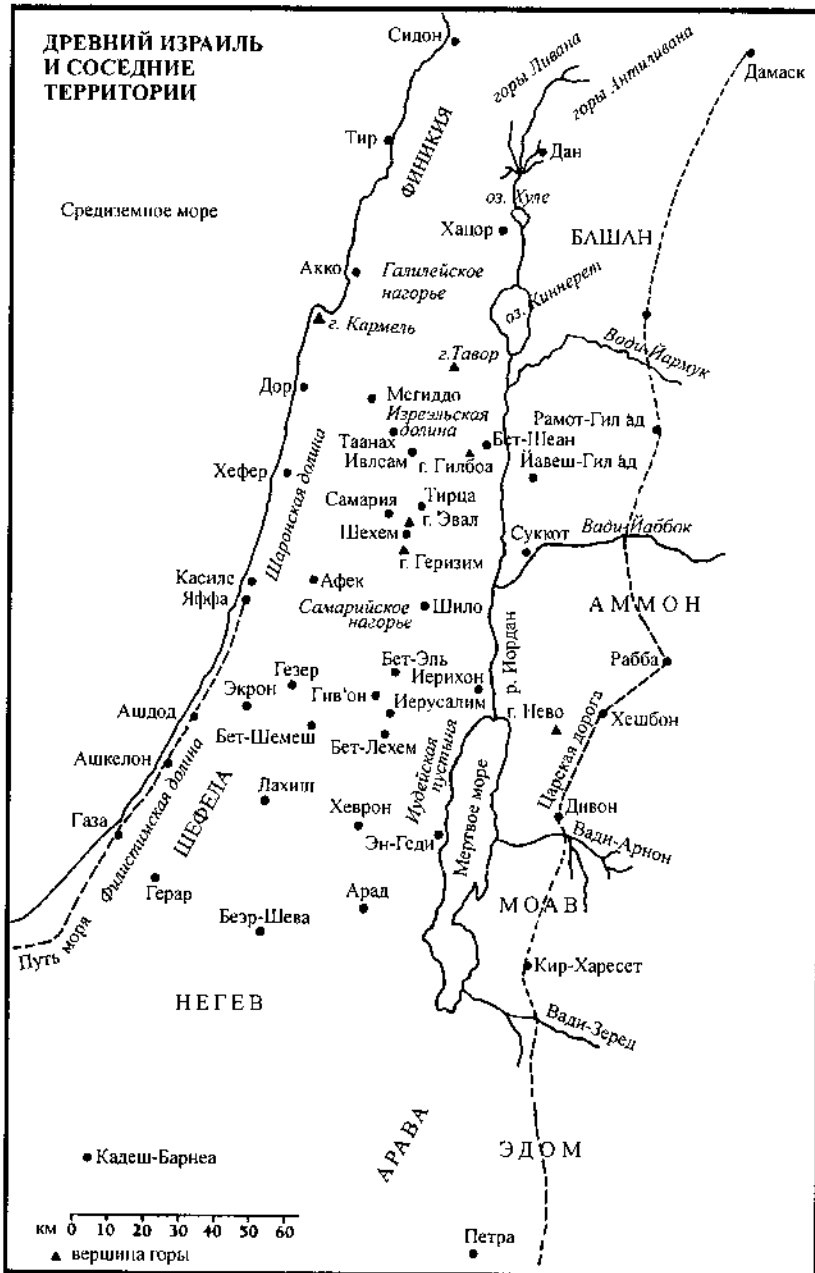 ДРЕВНИЙ ИЗРАИЛЬ
И СОСЕДНИЕ
ТЕРРИТОРИИ
Сидон
горы Ливана
горы Антиливана
Дамаск
Тир
ФИНИКИЯ
Дан
Средиземное море
оз. Хуле
Хацор
БАШАН
Акко
Галилейское
нагорье
оз. Киннерет
г. Кармель
г. Тавор
Вади-Йармук
Дор
Мегиддо
Изреэльская
долина
Рамот-Гил'ад
Таанах
Бет-Шеан
Ивлеам
г. Гилбоа
Йавеш-Гил'ад
Хефер
Шаронская долина
Самария
Тирца
г. Эвал
Шехем
г. Геризим
Суккот
Вади-Йаббок
Касиле
Яффа
Афек
Самарийское
нагорье
Шило
АММОН
р. Иордан
Бет-Эль
Рабба
Гезер
Иерихон
Экрон
Гив'он
Иерусалим
г. Нево
Хешбон
Ашдод
Бет-Шемеш
Бет-Лехем
Иудейская
пустыня
Царская дорога
Ашкелон
Филистимская долина
ШЕФЕЛА
Лахиш
Хеврон
Мертвое море
Дивон
Газа
Эн-Геди
Вади-Арнон
Герар
Арад
МОАВ
Беэр-Шева
Путь моря
Кир-Харесет
НЕГЕВ
Вади-Зеред
АРАВА
ЭДОМ
Кадеш-Барнеа
км 0 10 20 30 40 50 60
вершина горы
Петра